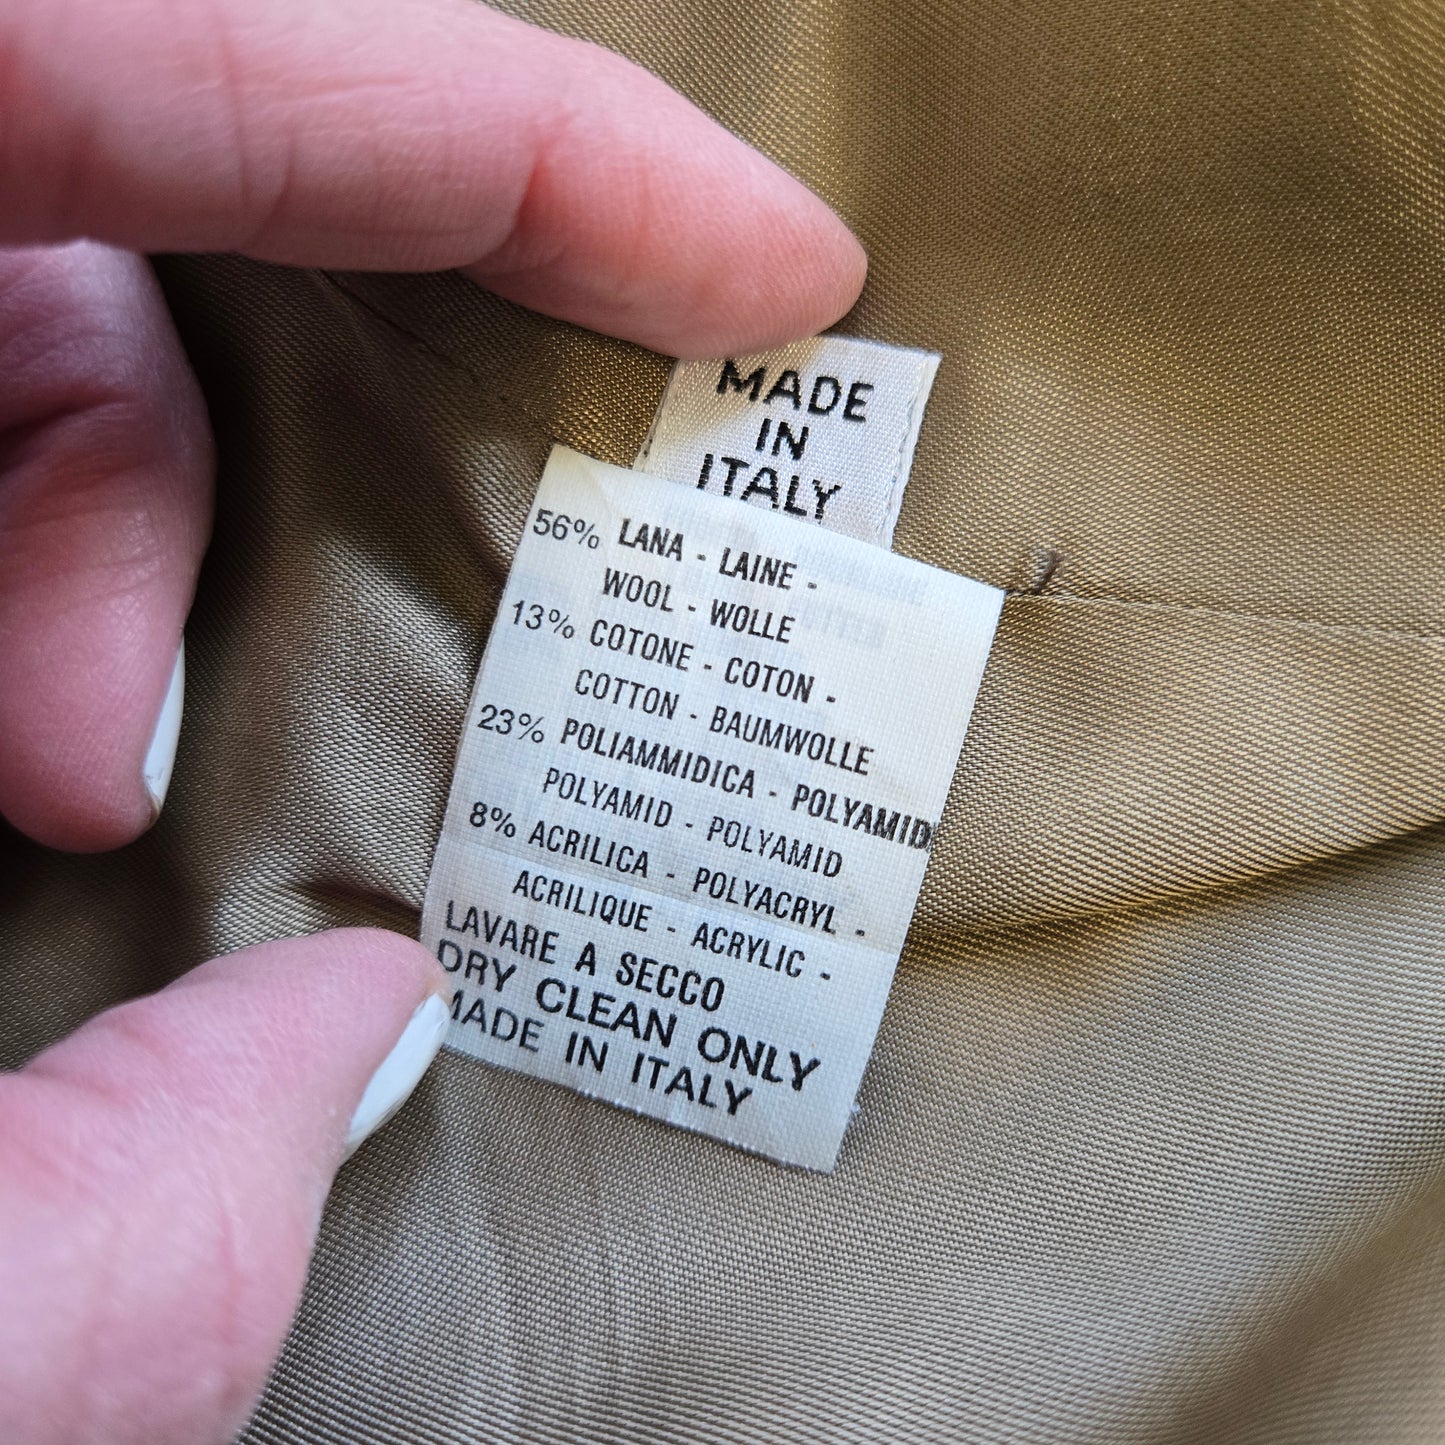 MADE
IN
ITALY
56% LANA - LAINE -
WOOL - WOLLE
13% COTONE - COTON -
COTTON - BAUMWOLLE
23% POLIAMMIDICA - POLYAMID
POLYAMID - POLYAMID
8% ACRILICA - POLYACRYL -
ACRILIQUE - ACRYLIC -
LAVARE A SECCO
DRY CLEAN ONLY
MADE IN ITALY